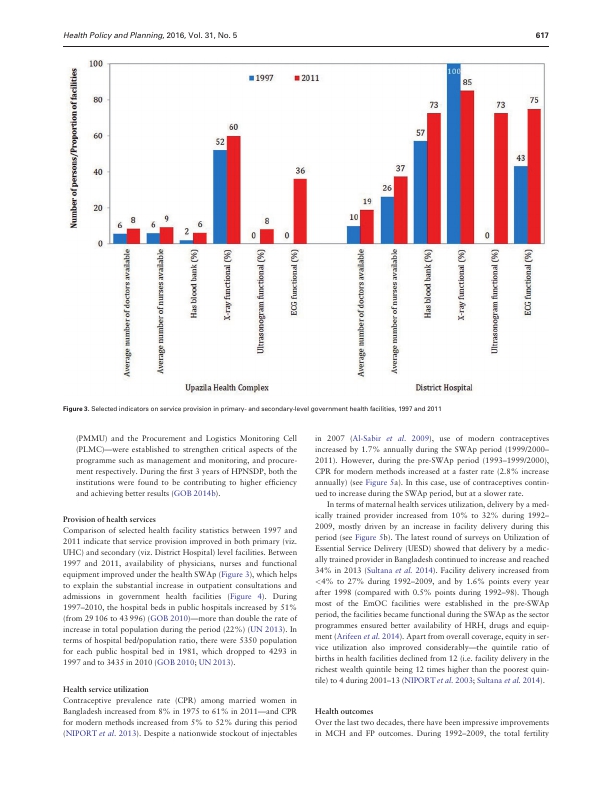 Health Policy and Planning, 2016, Vol. 31, No. 5
617
Number of persons/Proportion of facilities
100
80
60
40
20
0
1997
2011
6
8
6
9
2
6
52
60
0
8
0
36
10
19
26
37
57
73
100
85
0
73
43
75
Average number of doctors available
Average number of nurses available
Has blood bank (%)
X-ray functional (%)
Ultrasonogram functional (%)
ECG functional (%)
Average number of doctors available
Average number of nurses available
Has blood bank (%)
X-ray functional (%)
Ultrasonogram functional (%)
ECG functional (%)
Upazila Health Complex
District Hospital
Figure 3. Selected indicators on service provision in primary- and secondary-level government health facilities, 1997 and 2011
(PMMU) and the Procurement and Logistics Monitoring Cell
(PLMC)—were established to strengthen critical aspects of the
programme such as management and monitoring, and procure-
ment respectively. During the first 3 years of HPNSDP, both the
institutions were found to be contributing to higher efficiency
and achieving better results (GOB 2014b).
Provision of health services
Comparison of selected health facility statistics between 1997 and
2011 indicate that service provision improved in both primary (viz.
UHC) and secondary (viz. District Hospital) level facilities. Between
1997 and 2011, availability of physicians, nurses and functional
equipment improved under the health SWAp (Figure 3), which helps
to explain the substantial increase in outpatient consultations and
admissions in government health facilities (Figure 4). During
1997–2010, the hospital beds in public hospitals increased by 51%
(from 29 106 to 43 996) (GOB 2010)—more than double the rate of
increase in total population during the period (22%) (UN 2013). In
terms of hospital bed/population ratio, there were 5350 population
for each public hospital bed in 1981, which dropped to 4293 in
1997 and to 3435 in 2010 (GOB 2010; UN 2013).
Health service utilization
Contraceptive prevalence rate (CPR) among married women in
Bangladesh increased from 8% in 1975 to 61% in 2011—and CPR
for modern methods increased from 5% to 52% during this period
(NIPORT et al. 2013). Despite a nationwide stockout of injectables
in 2007 (Al-Sabir et al. 2009), use of modern contraceptives
increased by 1.7% annually during the SWAp period (1999/2000–
2011). However, during the pre-SWAp period (1993–1999/2000),
CPR for modern methods increased at a faster rate (2.8% increase
annually) (see Figure 5a). In this case, use of contraceptives contin-
ued to increase during the SWAp period, but at a slower rate.
In terms of maternal health services utilization, delivery by a med-
ically trained provider increased from 10% to 32% during 1992–
2009, mostly driven by an increase in facility delivery during this
period (see Figure 5b). The latest round of surveys on Utilization of
Essential Service Delivery (UESD) showed that delivery by a medic-
ally trained provider in Bangladesh continued to increase and reached
34% in 2013 (Sultana et al. 2014). Facility delivery increased from
<4% to 27% during 1992–2009, and by 1.6% points every year
after 1998 (compared with 0.5% points during 1992–98). Though
most of the EmOC facilities were established in the pre-SWAp
period, the facilities became functional during the SWAp as the sector
programmes ensured better availability of HRH, drugs and equip-
ment (Arifeen et al. 2014). Apart from overall coverage, equity in ser-
vice utilization also improved considerably—the quintile ratio of
births in health facilities declined from 12 (i.e. facility delivery in the
richest wealth quintile being 12 times higher than the poorest quin-
tile) to 4 during 2001–13 (NIPORT et al. 2003; Sultana et al. 2014).
Health outcomes
Over the last two decades, there have been impressive improvements
in MCH and FP outcomes. During 1992–2009, the total fertility